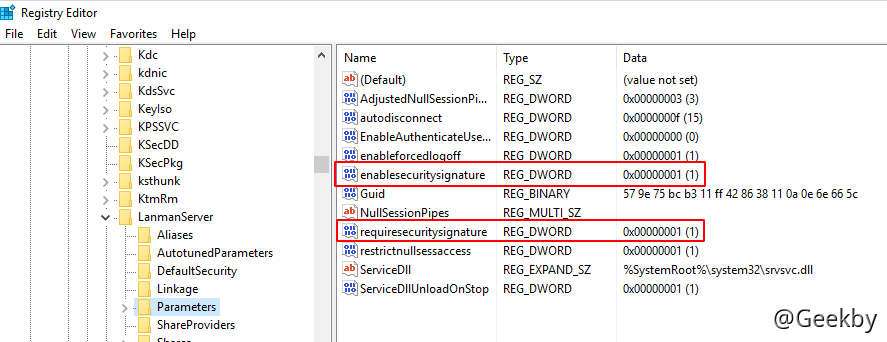 Registry Editor
File Edit View Favorites Help
Kdc
kdnic
KdsSvc
KeyIso
KPSSVC
KSecDD
KSecPkg
ksthunk
KtmRm
LanmanServer
Aliases
AutotunedParameters
DefaultSecurity
Linkage
Parameters
ShareProviders
Shares
Name Type Data
(Default) REG_SZ (value not set)
AdjustedNullSessionPi... REG_DWORD 0x00000003 (3)
autodisconnect REG_DWORD 0x0000000f (15)
EnableAuthenticateUse... REG_DWORD 0x00000000 (0)
enableforcedlogoff REG_DWORD 0x00000001 (1)
enablesecuritysignature REG_DWORD 0x00000001 (1)
Guid REG_BINARY 57 9e 75 bc b3 11 ff 42 86 38 11 0a 0e 6e 66 5c
NullSessionPipes REG_MULTI_SZ
requiresecuritysignature REG_DWORD 0x00000001 (1)
restrictnullsessaccess REG_DWORD 0x00000001 (1)
ServiceDll REG_EXPAND_SZ %SystemRoot%\system32\srvsvc.dll
ServiceDllUnloadOnStop REG_DWORD 0x00000001 (1)
@Geekby